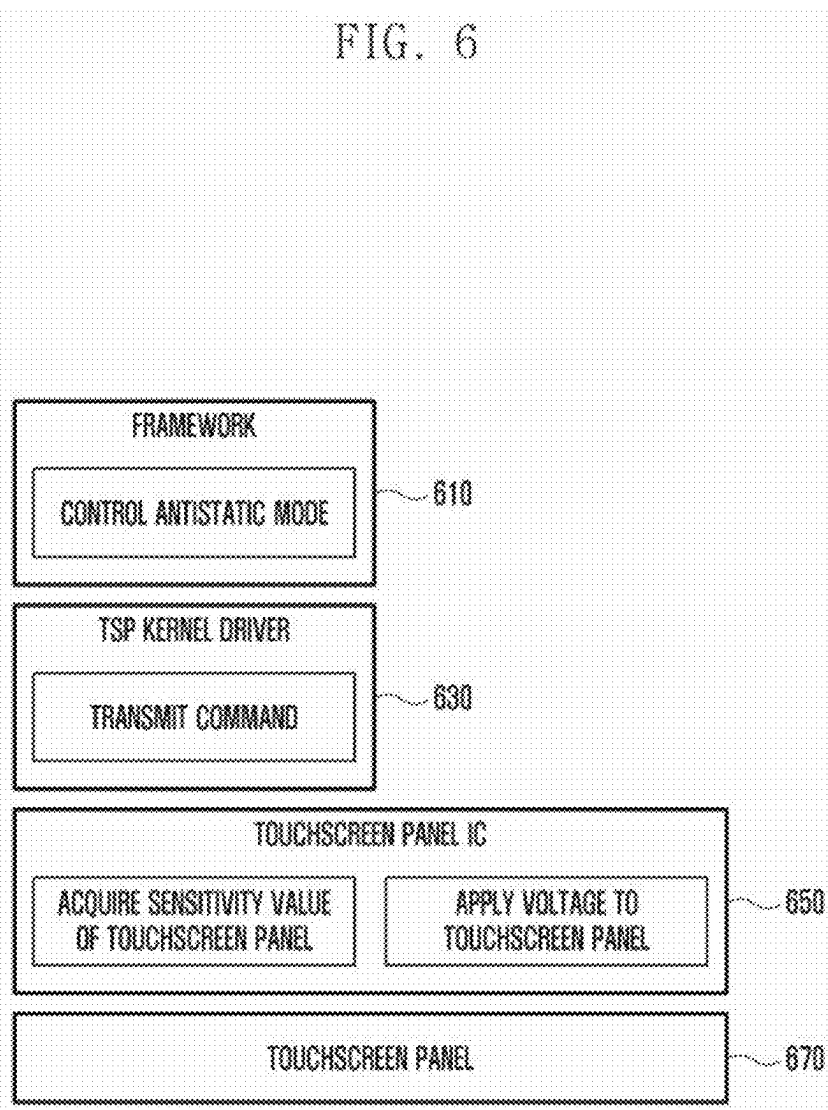 FIG. 6
FRAMEWORK
CONTROL ANTISTATIC MODE
610
TSP KERNEL DRIVER
TRANSMIT COMMAND
630
TOUCHSCREEN PANEL IC
ACQUIRE SENSITIVITY VALUE
OF TOUCHSCREEN PANEL
APPLY VOLTAGE TO
TOUCHSCREEN PANEL
650
TOUCHSCREEN PANEL
670